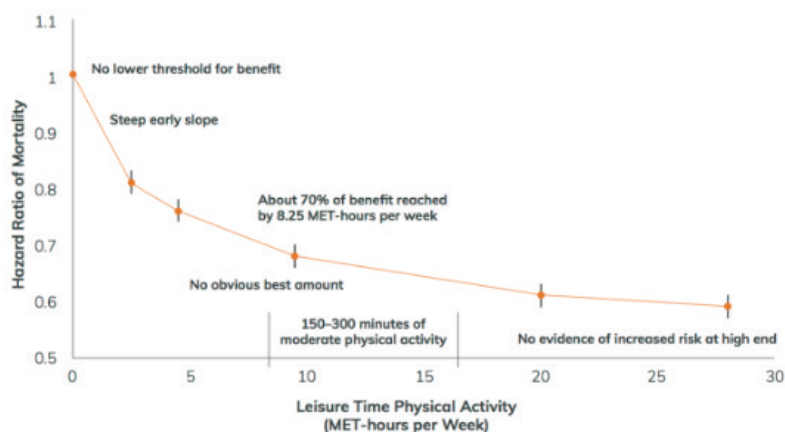 1.1
No lower threshold for benefit
1
Steep early slope
0.9
Hazard Ratio of Mortality
0.8
About 70% of benefit reached
by 8.25 MET-hours per week
0.7
No obvious best amount
0.6
150–300 minutes of
moderate physical activity
No evidence of increased risk at high end
0.5
0 5 10 15 20 25 30
Leisure Time Physical Activity
(MET-hours per Week)